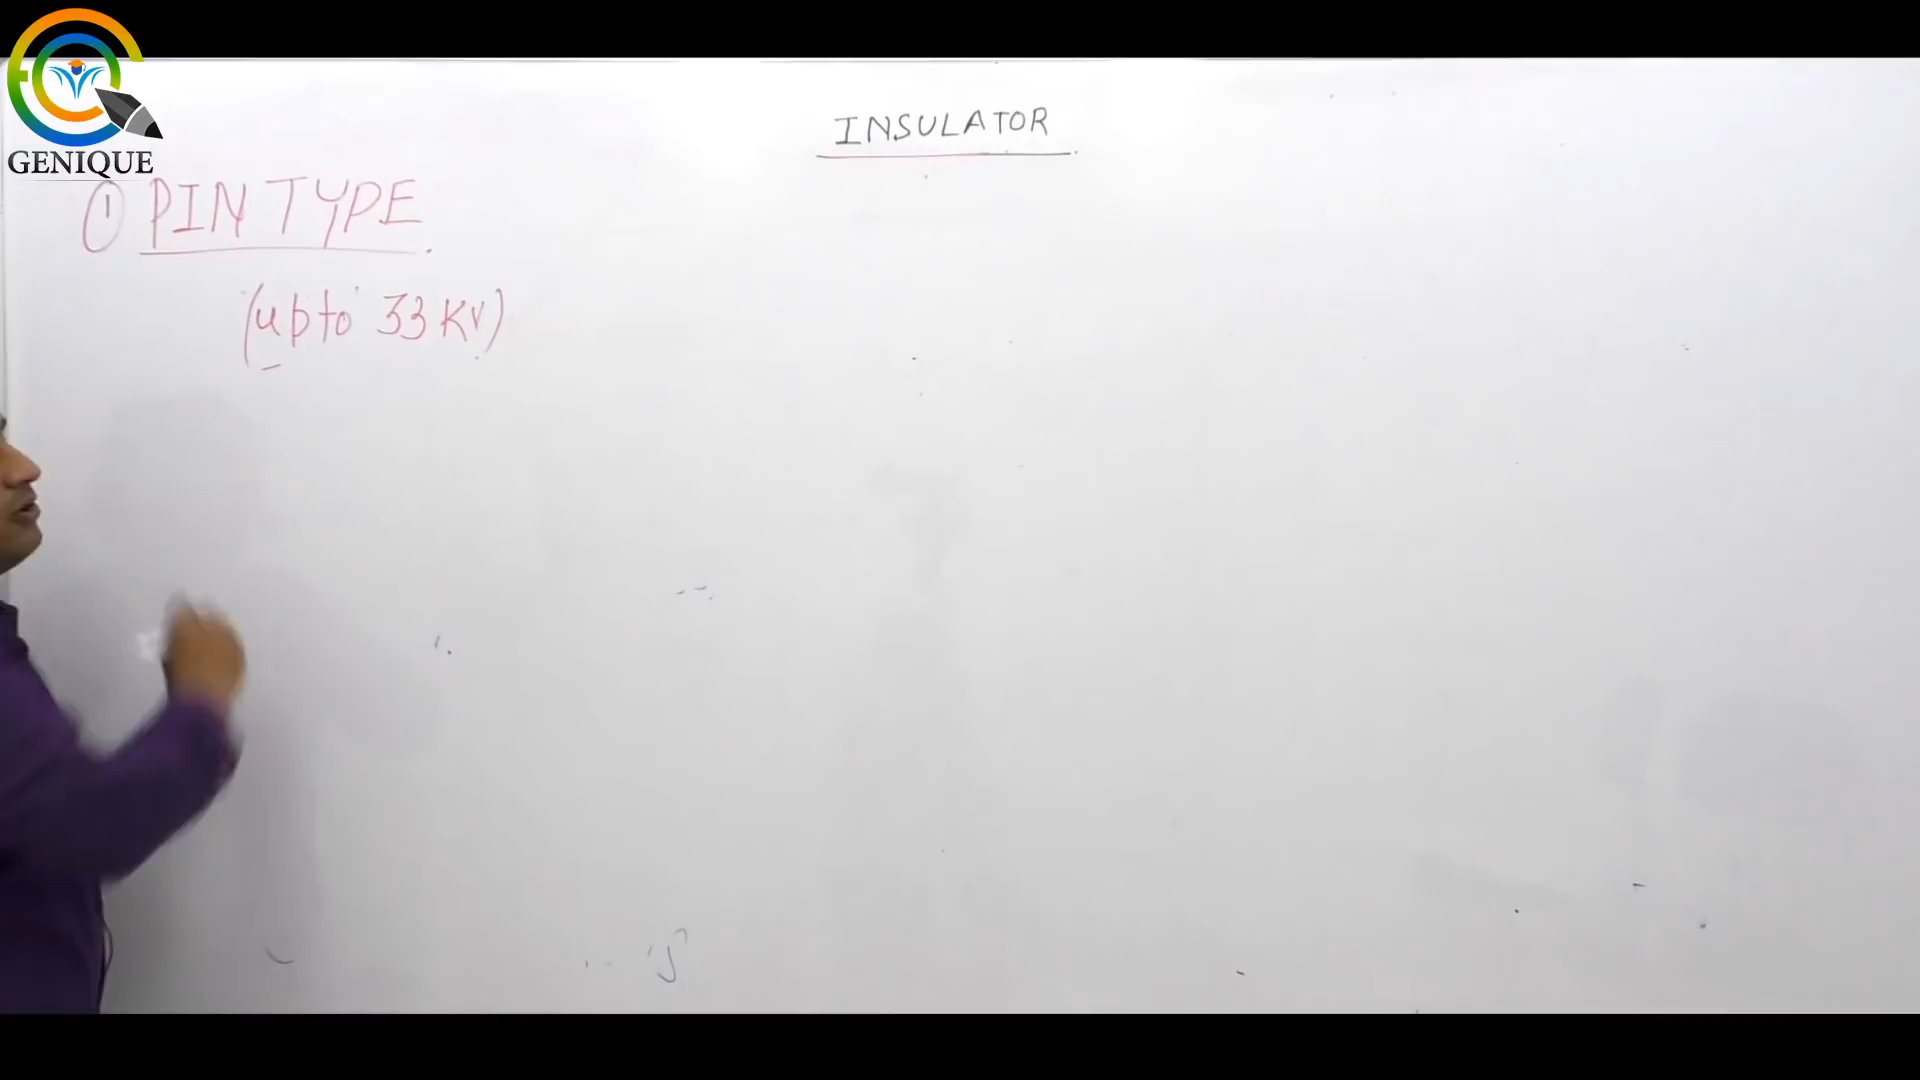 GENIQUE
INSULATOR
① PIN TYPE
(upto 33 KV)